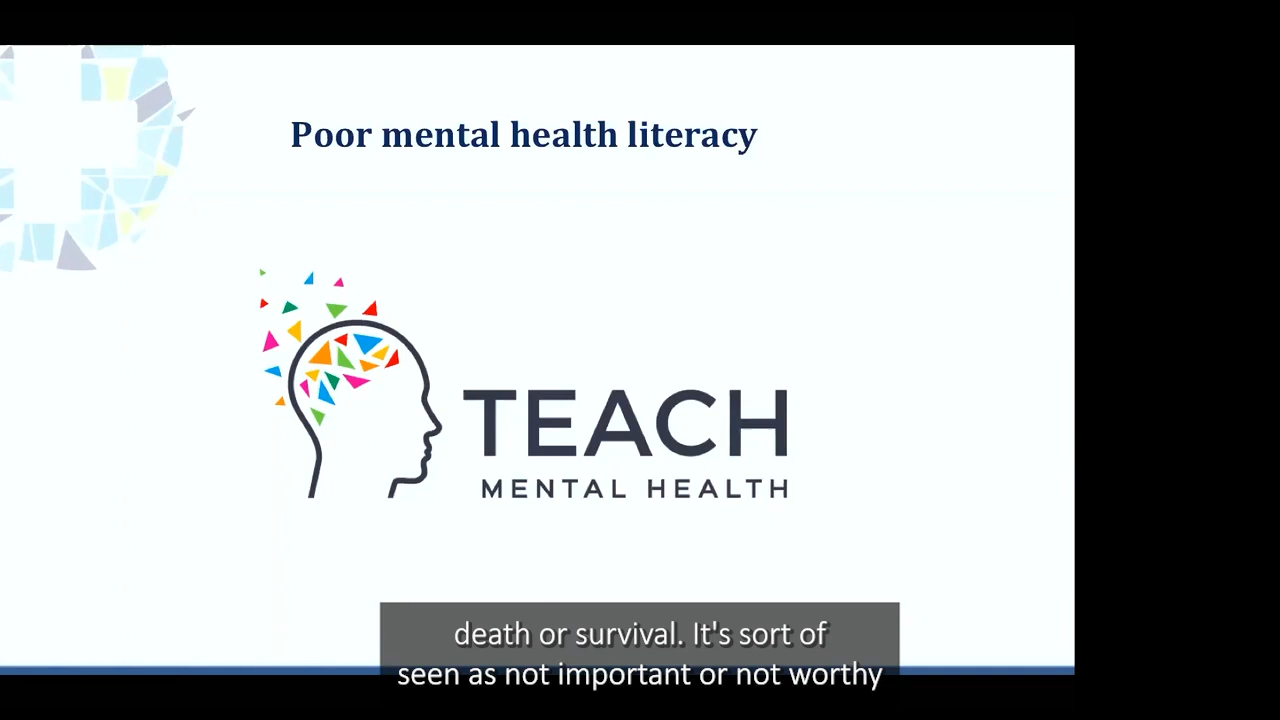 Poor mental health literacy
TEACH
MENTAL HEALTH
death or survival. It's sort of
seen as not important or not worthy